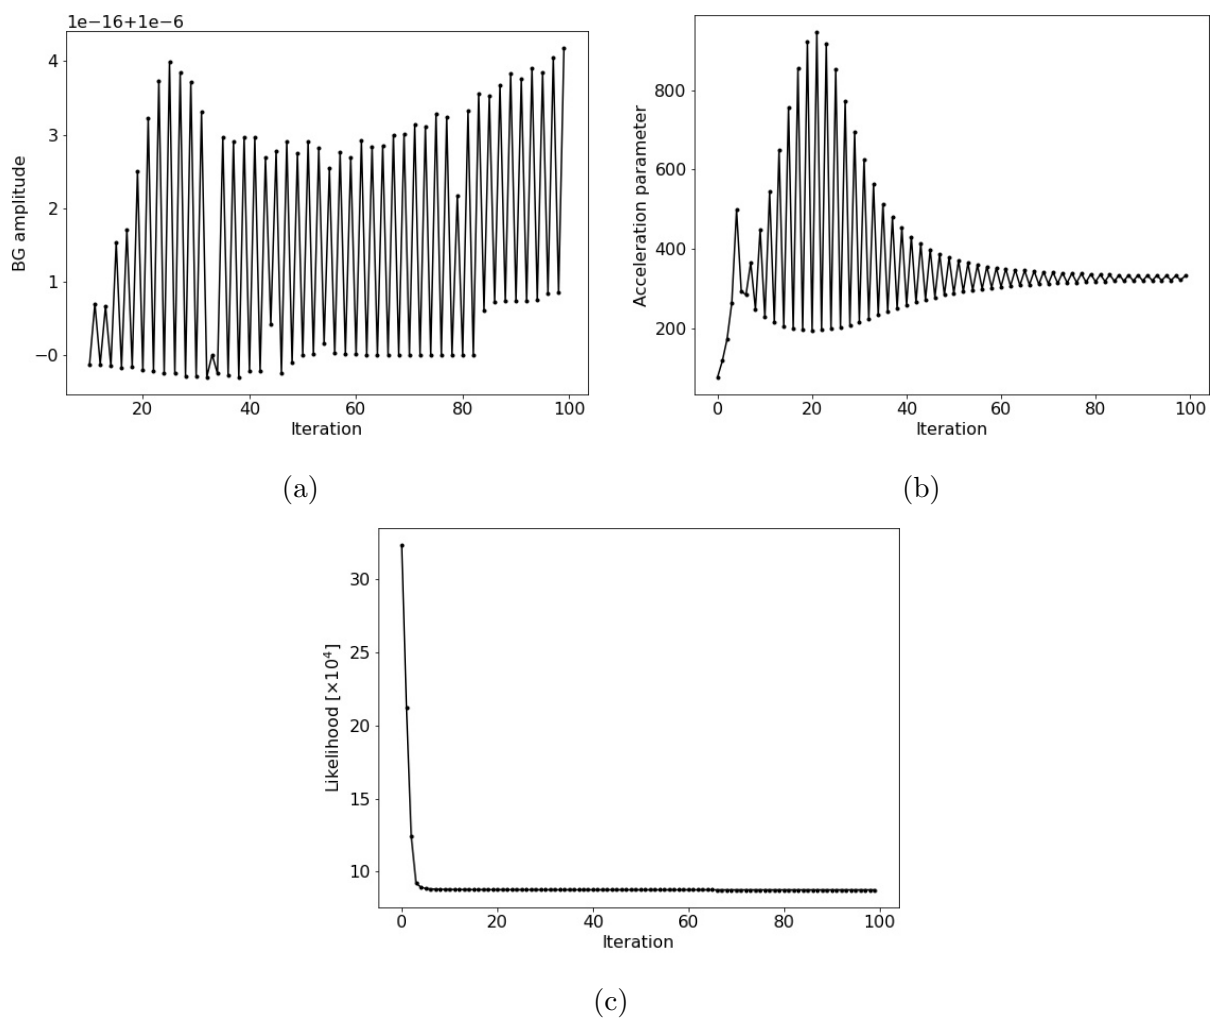 1e−16+1e−6
4
3
2
1
−0
BG amplitude
20 40 60 80 100
Iteration
(a)
800
600
400
200
Acceleration parameter
0 20 40 60 80 100
Iteration
(b)
30
25
20
15
10
Likelihood [×10⁴]
0 20 40 60 80 100
Iteration
(c)